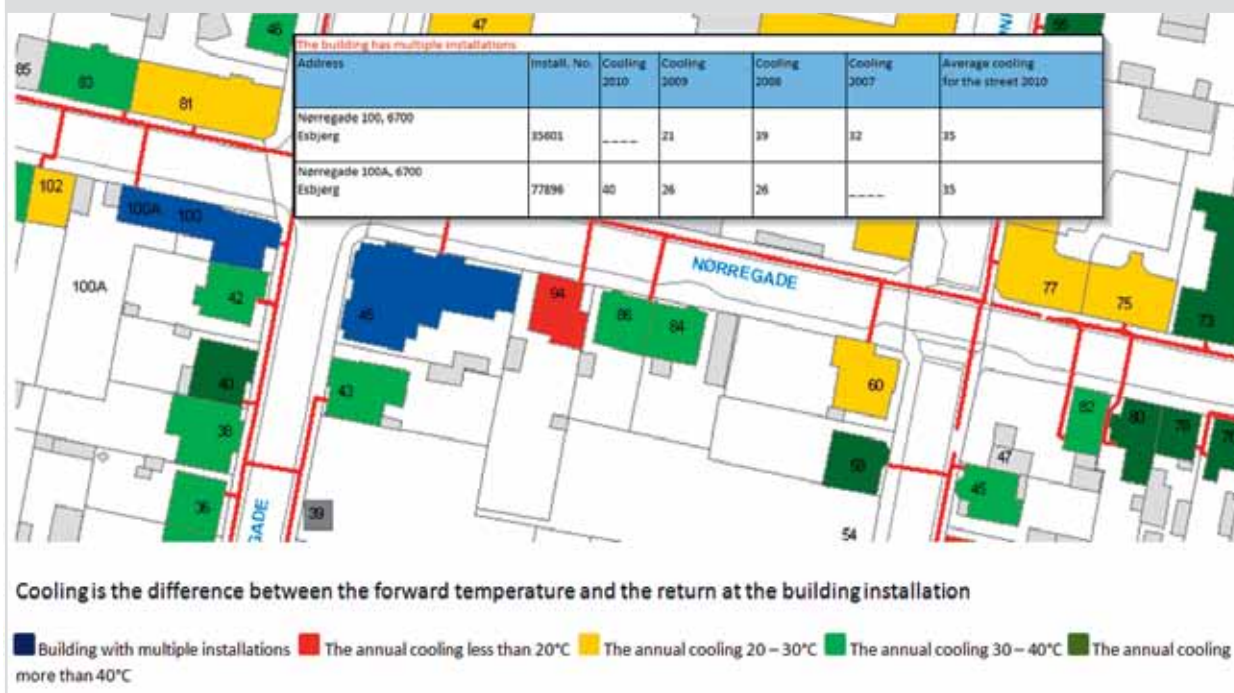 46
47
55
85
83
81
The building has multiple installations
Address Install. No. Cooling 2010 Cooling 2009 Cooling 2008 Cooling 2007 Average cooling for the street 2010
Nørregade 100, 6700 Esbjerg 35601 ____ 21 39 32 35
Nørregade 100A, 6700 Esbjerg 77896 40 26 26 ____ 35
102
100A 100
100A
42
45
94
86
84
NØRREGADE
77
75
73
40
43
60
38
82
80
78
47
45
36
39
GADE
54
Cooling is the difference between the forward temperature and the return at the building installation
Building with multiple installations The annual cooling less than 20°C The annual cooling 20 – 30°C The annual cooling 30 – 40°C The annual cooling
more than 40°C